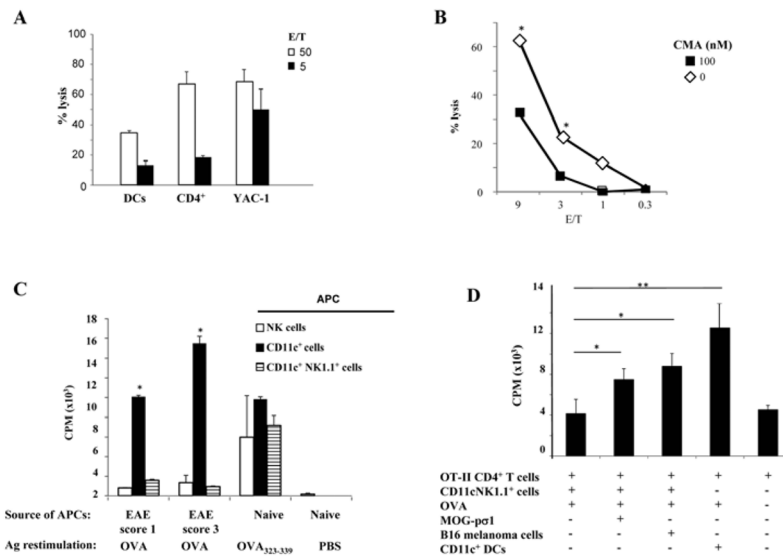 A
E/T
50
5
% lysis
100
80
60
40
20
0
DCs CD4⁺ YAC-1
B
CMA (nM)
100
0
*
*
% lysis
60
40
20
0
9 3 1 0.3
E/T
C
APC
NK cells
CD11c⁺ cells
CD11c⁺ NK1.1⁺ cells
*
*
CPM (x10³)
18
16
14
12
10
8
6
4
2
Source of APCs: EAE score 1 EAE score 3 Naive Naive
Ag restimulation: OVA OVA OVA₃₂₃₋₃₃₉ PBS
D
**
*
*
CPM (x10³)
14
12
8
4
0
OT-II CD4⁺ T cells + + + + +
CD11cNK1.1⁺ cells + + + - -
OVA + + + + -
MOG-pσ1 - + - - -
B16 melanoma cells - - + - -
CD11c⁺ DCs - - - + -